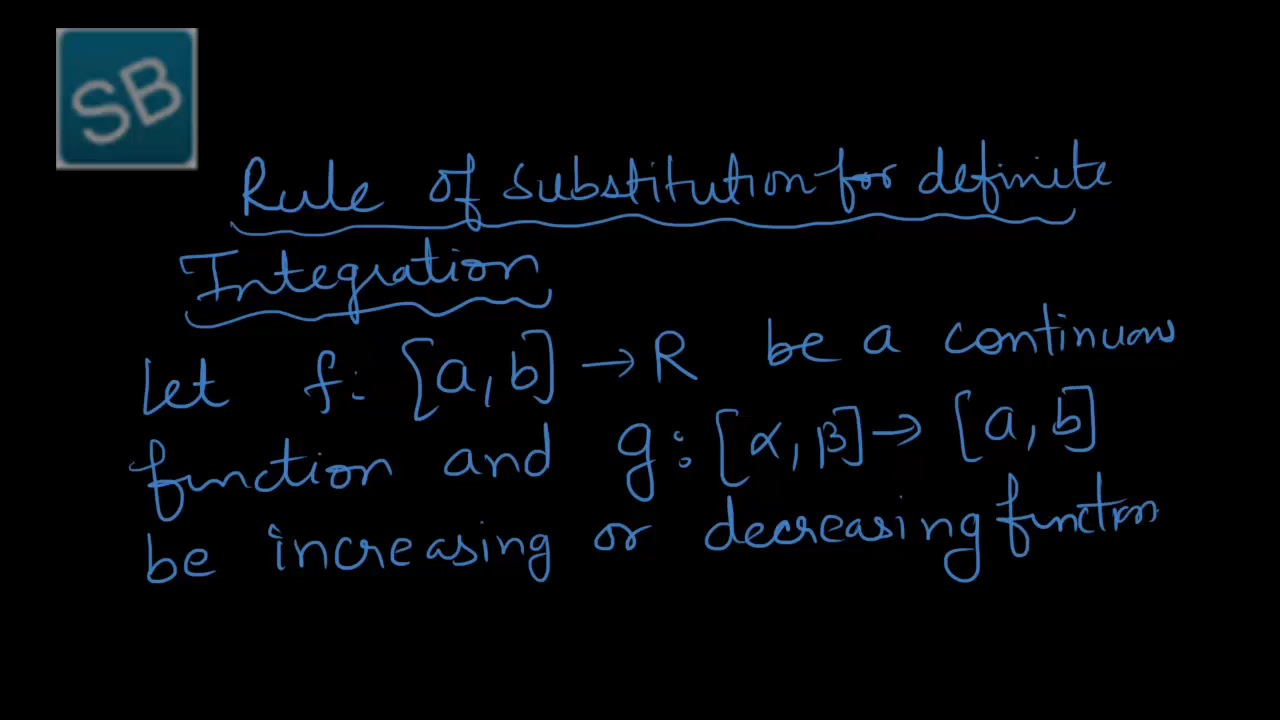 SB
Rule of substitution for definite
Integration
Let f: [a, b] → R be a continuous
function and g: [α, β] → [a, b]
be increasing or decreasing function